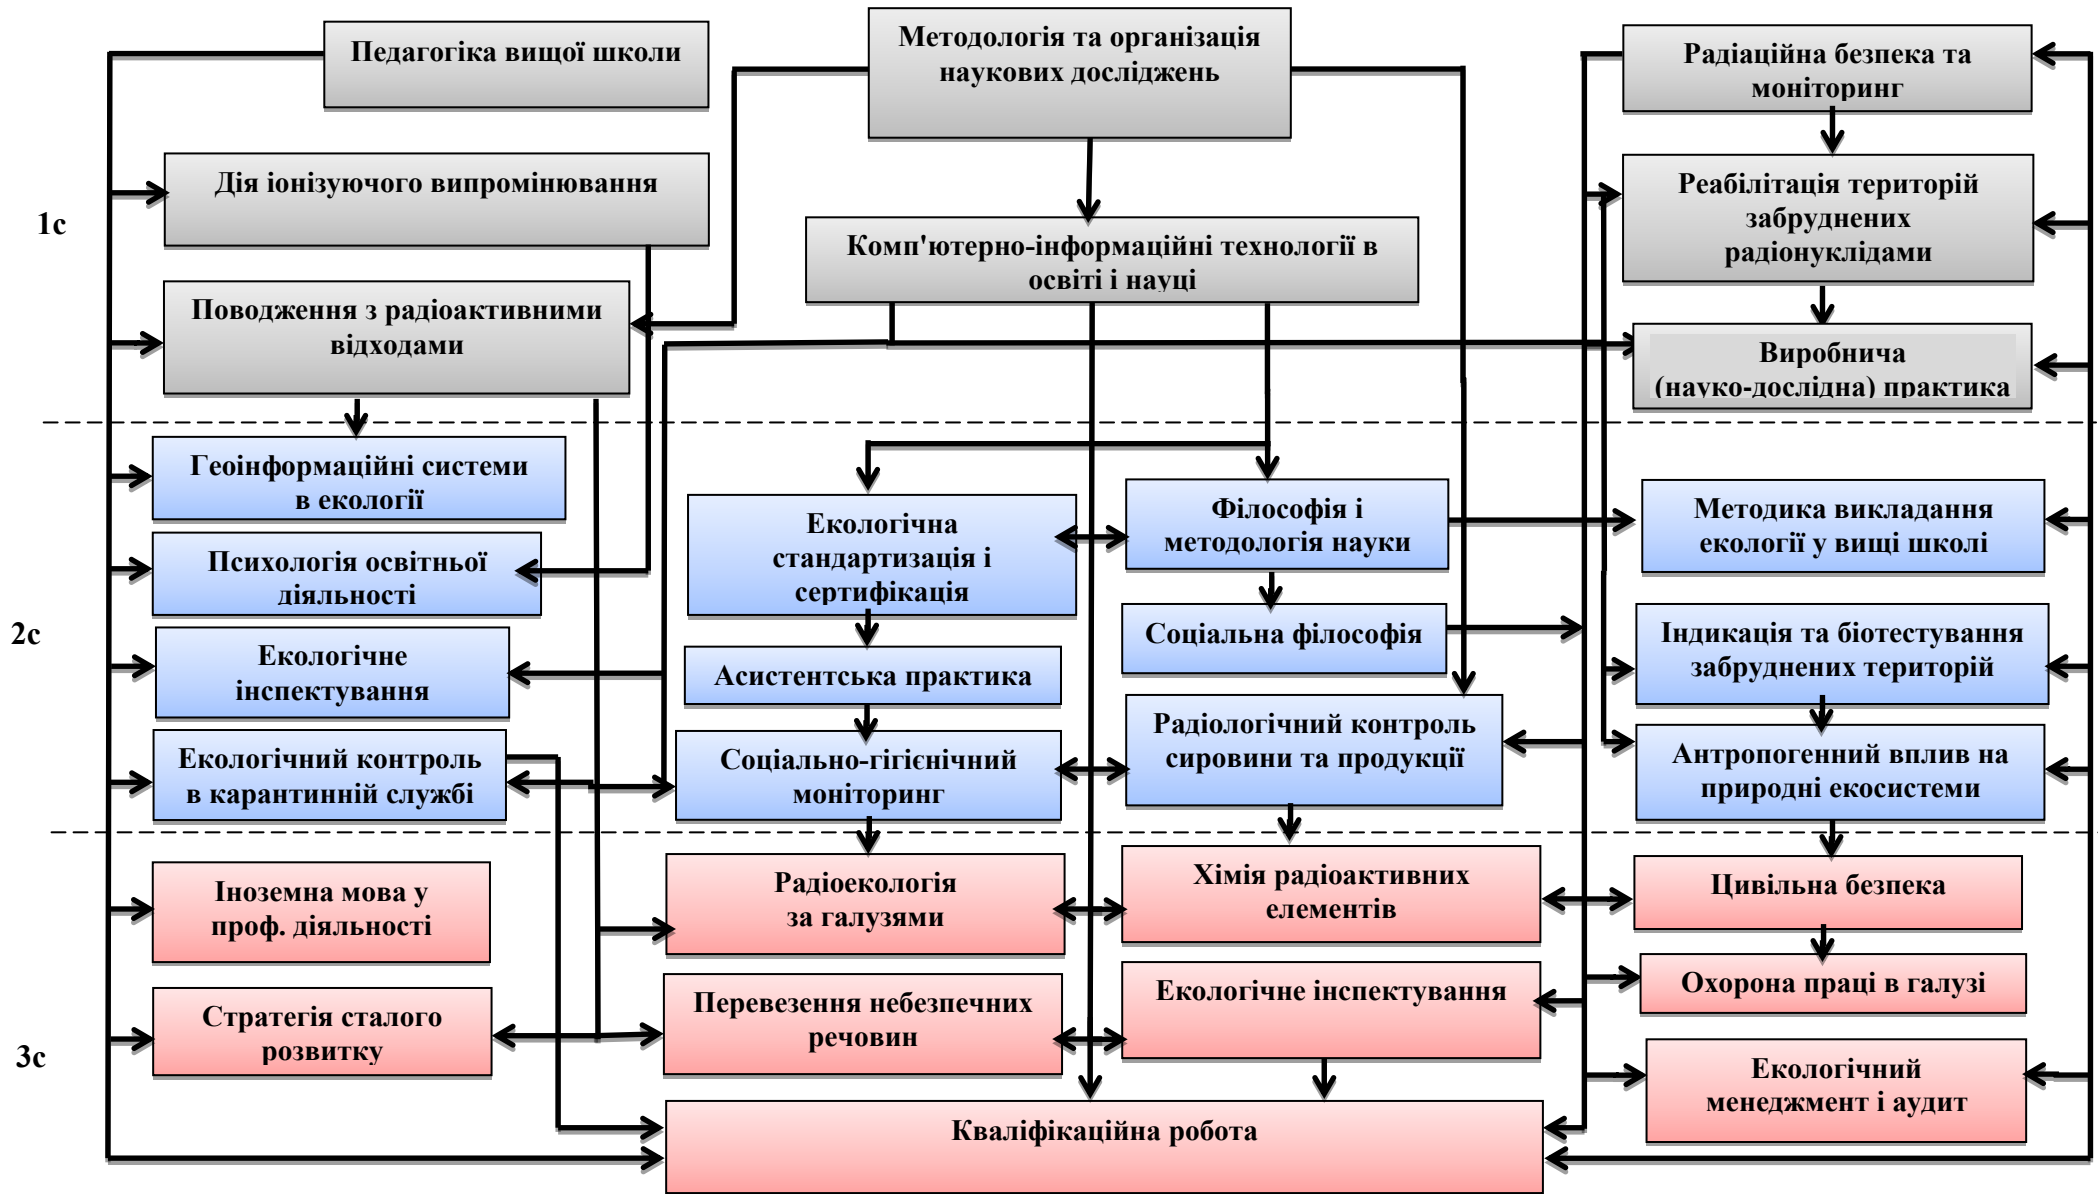 Педагогіка вищої школи
Методологія та організація
наукових досліджень
Радіаційна безпека та
моніторинг
1с
Дія іонізуючого випромінювання
Комп'ютерно-інформаційні технології в
освіті і науці
Реабілітація територій
забруднених
радіонуклідами
Поводження з радіоактивними
відходами
Виробнича
(науко-дослідна) практика
2с
Геоінформаційні системи
в екології
Екологічна
стандартизація і
сертифікація
Філософія і
методологія науки
Методика викладання
екології у вищі школі
Психологія освітньої
діяльності
Соціальна філософія
Індикація та біотестування
забруднених територій
Екологічне
інспектування
Асистентська практика
Радіологічний контроль
сировини та продукції
Екологічний контроль
в карантинній службі
Соціально-гігієнічний
моніторинг
Антропогенний вплив на
природні екосистеми
3с
Іноземна мова у
проф. діяльності
Радіоекологія
за галузями
Хімія радіоактивних
елементів
Цивільна безпека
Охорона праці в галузі
Стратегія сталого
розвитку
Перевезення небезпечних
речовин
Екологічне інспектування
Екологічний
менеджмент і аудит
Кваліфікаційна робота